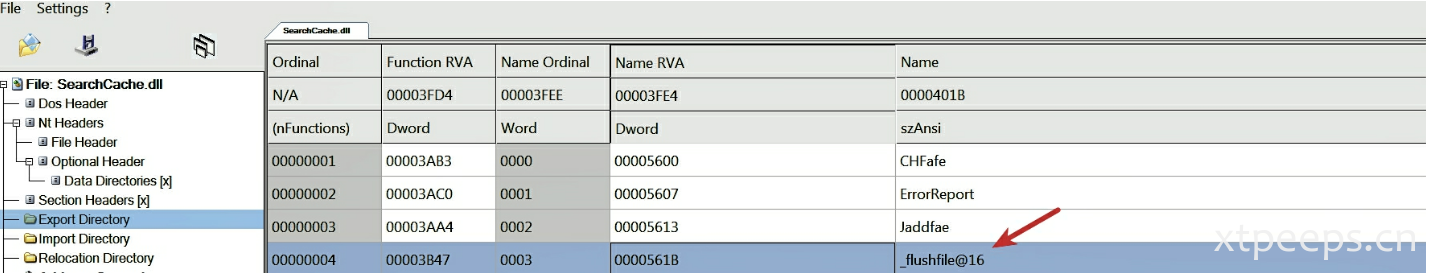 File Settings ?
SearchCache.dll
File: SearchCache.dll
Dos Header
Nt Headers
File Header
Optional Header
Data Directories [x]
Section Headers [x]
Export Directory
Import Directory
Relocation Directory
Ordinal Function RVA Name Ordinal Name RVA Name
N/A 00003FD4 00003FEE 00003FE4 0000401B
(nFunctions) Dword Word Dword szAnsi
00000001 00003AB3 0000 00005600 CHFafe
00000002 00003AC0 0001 00005607 ErrorReport
00000003 00003AA4 0002 00005613 Jaddfae
00000004 00003B47 0003 0000561B _flushfile@16
xtpeeps.cn